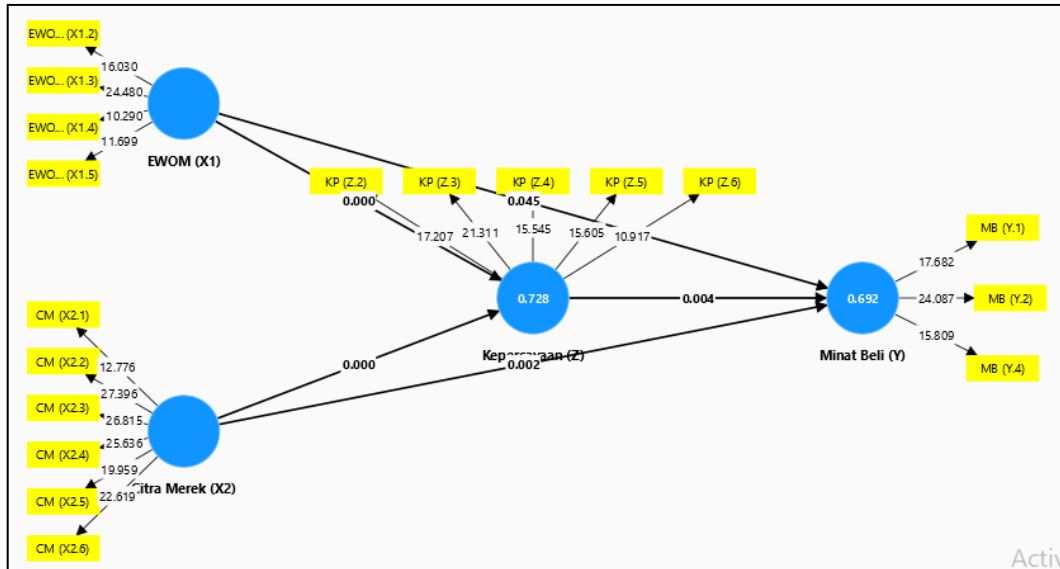 EWO... (X1.2)
16.030
EWO... (X1.3)
24.480
EWO... (X1.4)
10.290
EWO... (X1.5)
11.699
EWOM (X1)
KP (Z.2)
KP (Z.3)
KP (Z.4)
KP (Z.5)
KP (Z.6)
0.000
0.045
17.207
21.311
15.545
15.605
10.917
MB (Y.1)
17.682
0.728
0.004
0.692
24.087
MB (Y.2)
15.809
CM (X2.1)
Kepercayaan (Z)
Minat Beli (Y)
MB (Y.4)
0.000
0.002
12.776
CM (X2.2)
27.396
CM (X2.3)
26.815
CM (X2.4)
25.636
19.959
CM (X2.5)
22.619
Citra Merek (X2)
CM (X2.6)
Activ